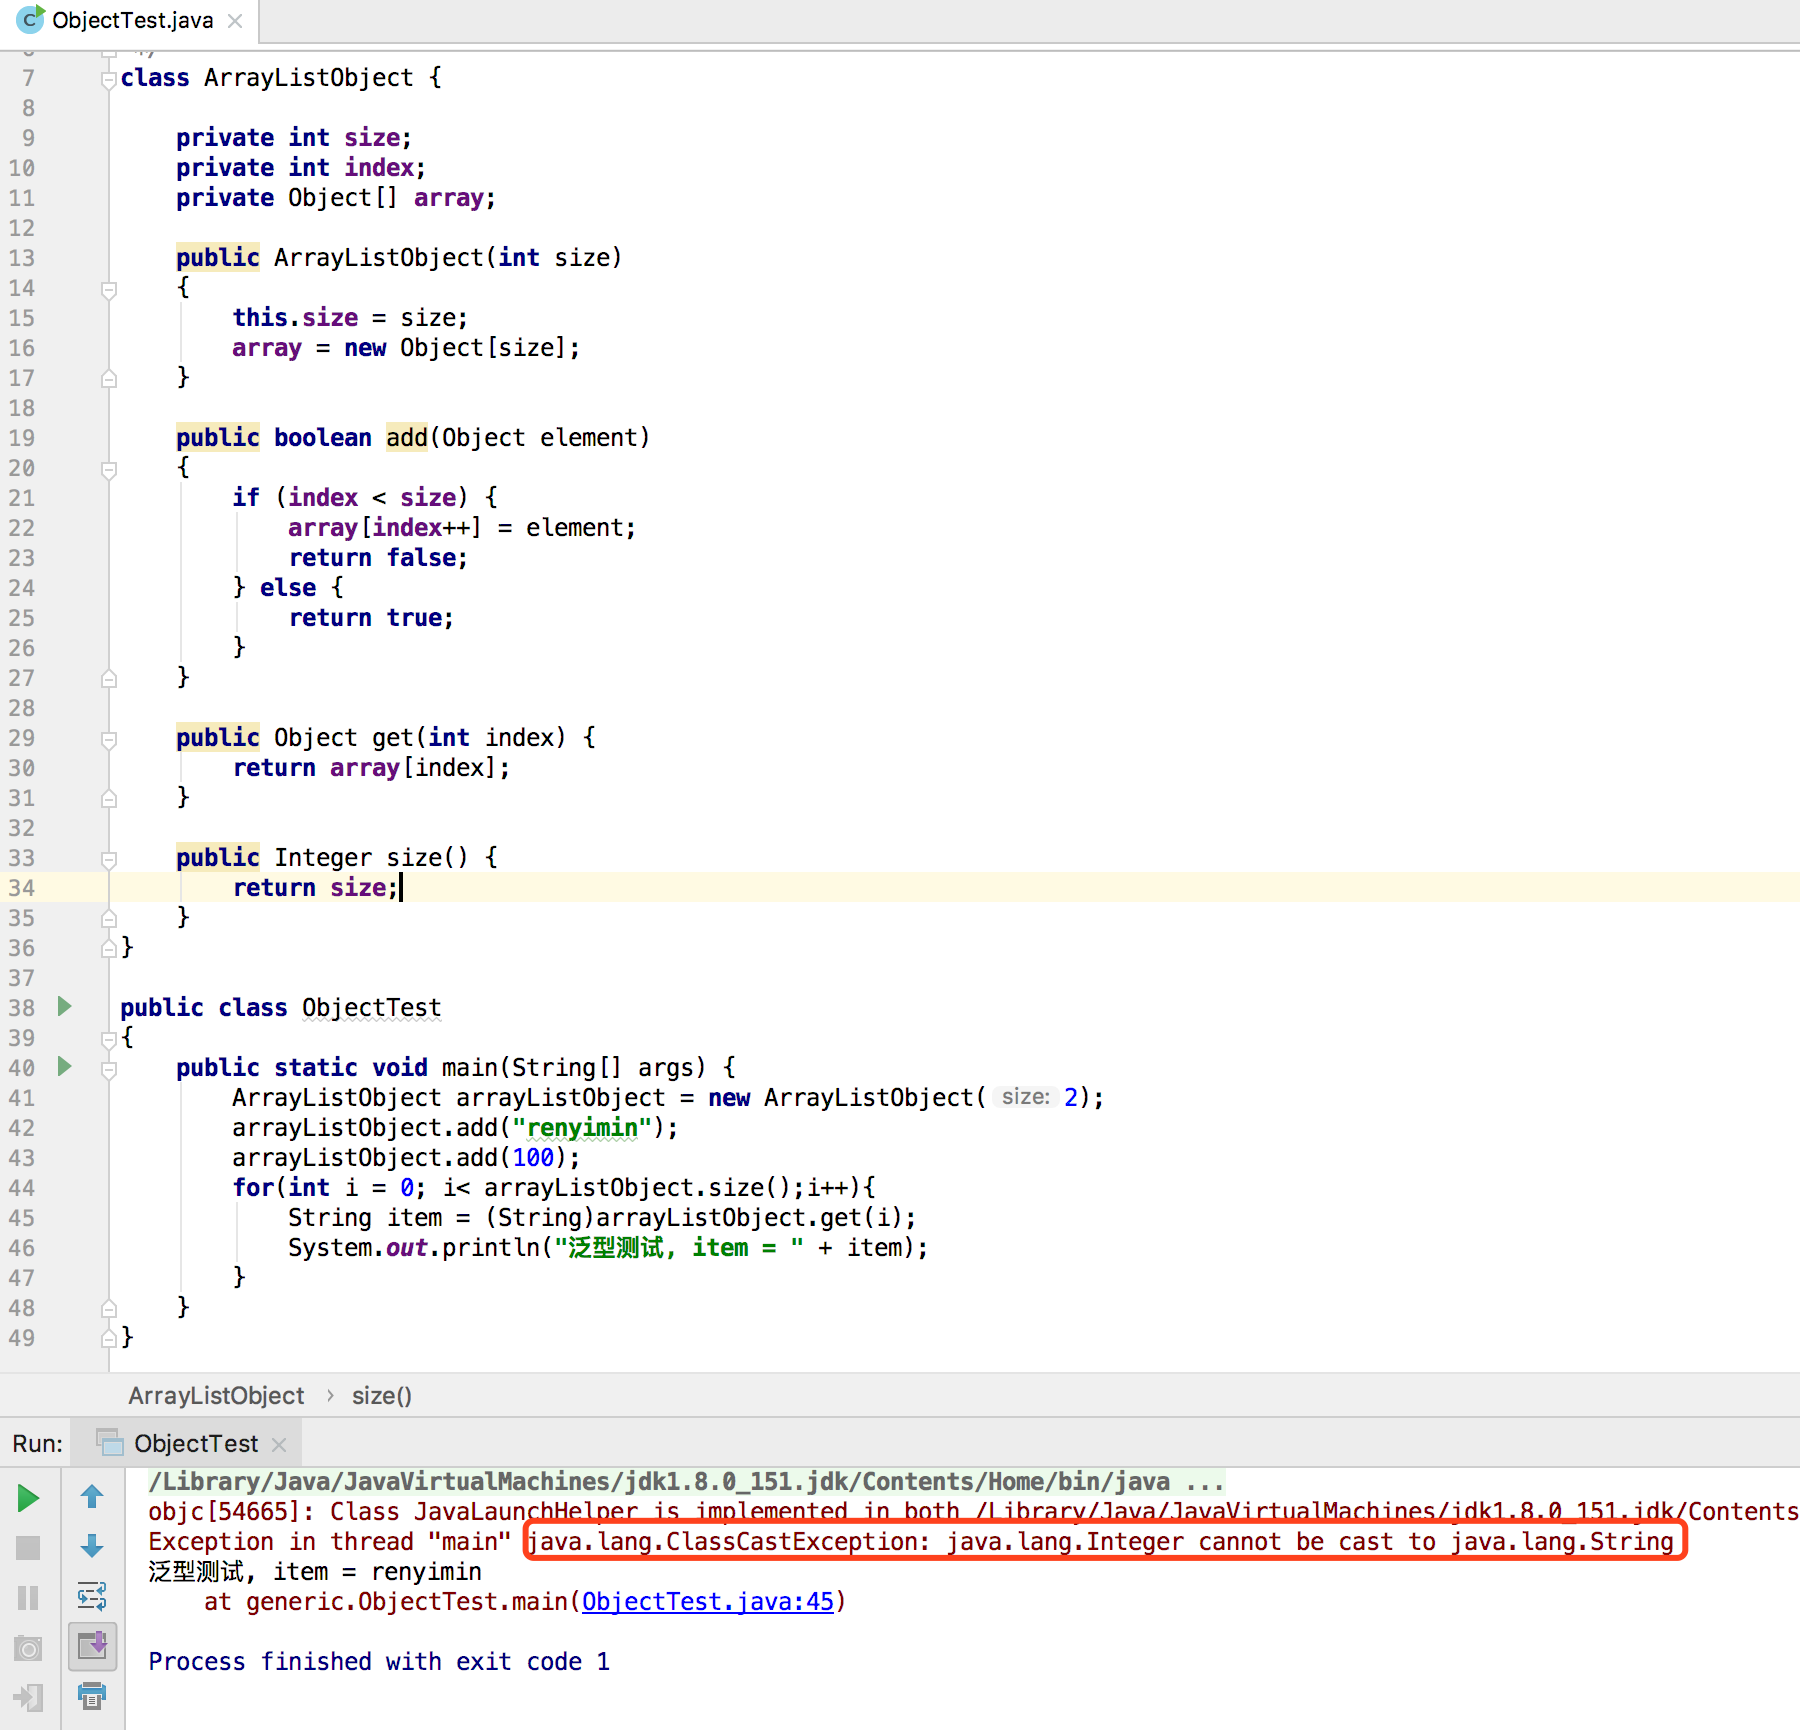 ObjectTest.java
7 class ArrayListObject {
8
9 private int size;
10 private int index;
11 private Object[] array;
12
13 public ArrayListObject(int size)
14 {
15 this.size = size;
16 array = new Object[size];
17 }
18
19 public boolean add(Object element)
20 {
21 if (index < size) {
22 array[index++] = element;
23 return false;
24 } else {
25 return true;
26 }
27 }
28
29 public Object get(int index) {
30 return array[index];
31 }
32
33 public Integer size() {
34 return size;
35 }
36 }
37
38 public class ObjectTest
39 {
40 public static void main(String[] args) {
41 ArrayListObject arrayListObject = new ArrayListObject( size: 2);
42 arrayListObject.add("renyimin");
43 arrayListObject.add(100);
44 for(int i = 0; i< arrayListObject.size();i++){
45 String item = (String)arrayListObject.get(i);
46 System.out.println("泛型测试, item = " + item);
47 }
48 }
49 }
ArrayListObject › size()
Run: ObjectTest
/Library/Java/JavaVirtualMachines/jdk1.8.0_151.jdk/Contents/Home/bin/java ...
objc[54665]: Class JavaLaunchHelper is implemented in both /Library/Java/JavaVirtualMachines/jdk1.8.0_151.jdk/Contents
Exception in thread "main" java.lang.ClassCastException: java.lang.Integer cannot be cast to java.lang.String
泛型测试, item = renyimin
at generic.ObjectTest.main(ObjectTest.java:45)
Process finished with exit code 1